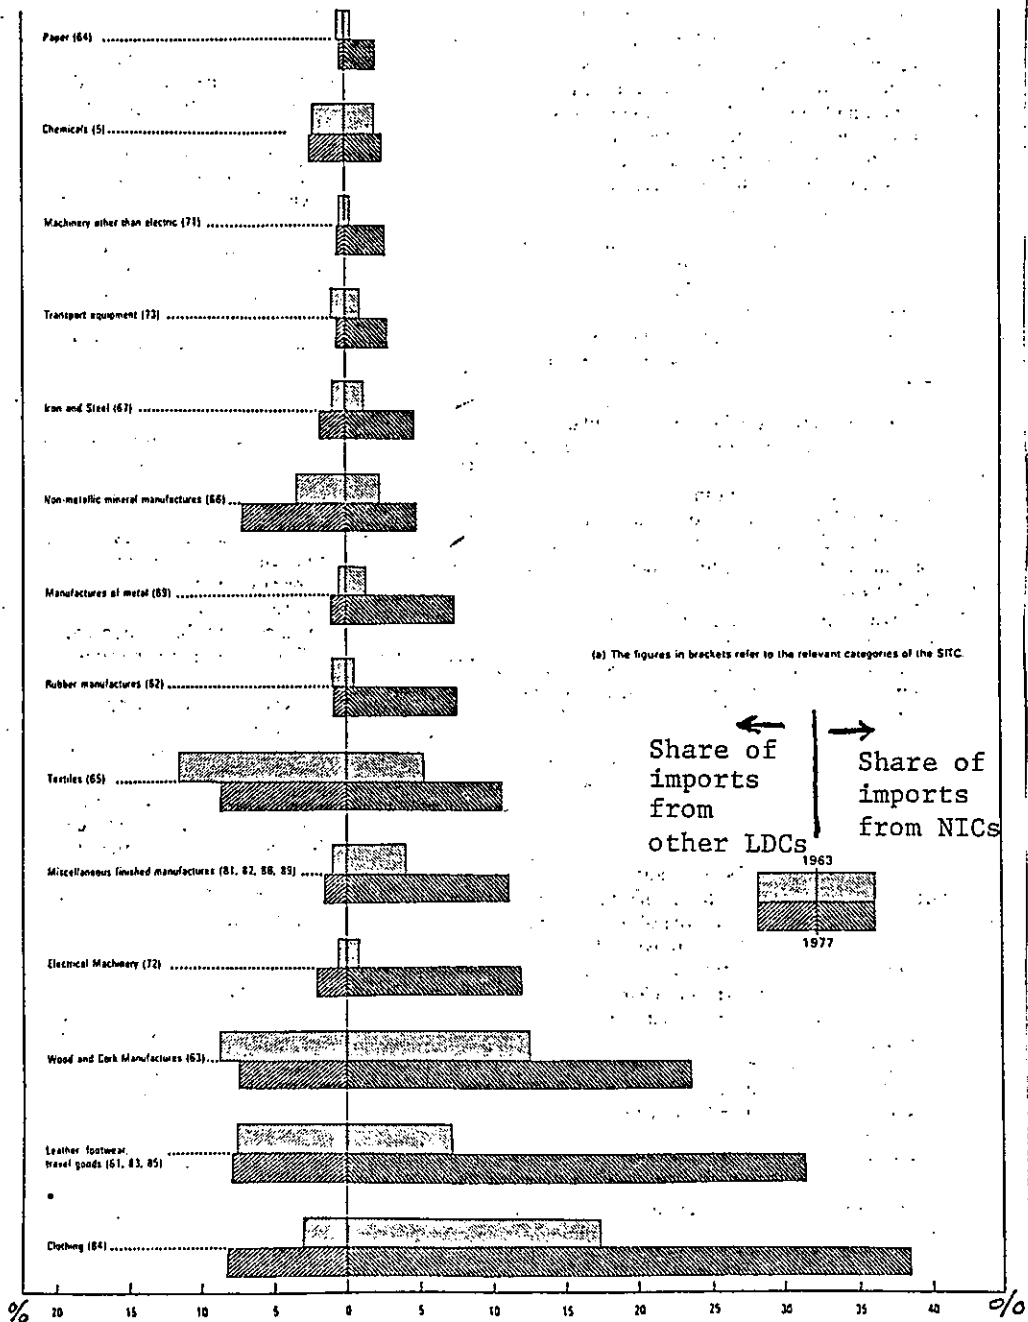 Paper (64)
Chemicals (5)
Machinery other than electric (71)
Transport equipment (73)
Iron and Steel (67)
Non-metallic mineral manufactures (66)
Manufactures of metal (69)
(a) The figures in brackets refer to the relevant categories of the SITC.
Rubber manufactures (62)
Share of
imports
from
other LDCs
Share of
imports
from NICs
Textiles (65)
1963
1977
Miscellaneous finished manufactures (81, 82, 86, 89)
Electrical Machinery (72)
Wood and Cork Manufactures (63)
Leather footwear,
travel goods (61, 83, 85)
Clothing (84)
% 20 15 10 5 0 5 10 15 20 25 30 35 40 %